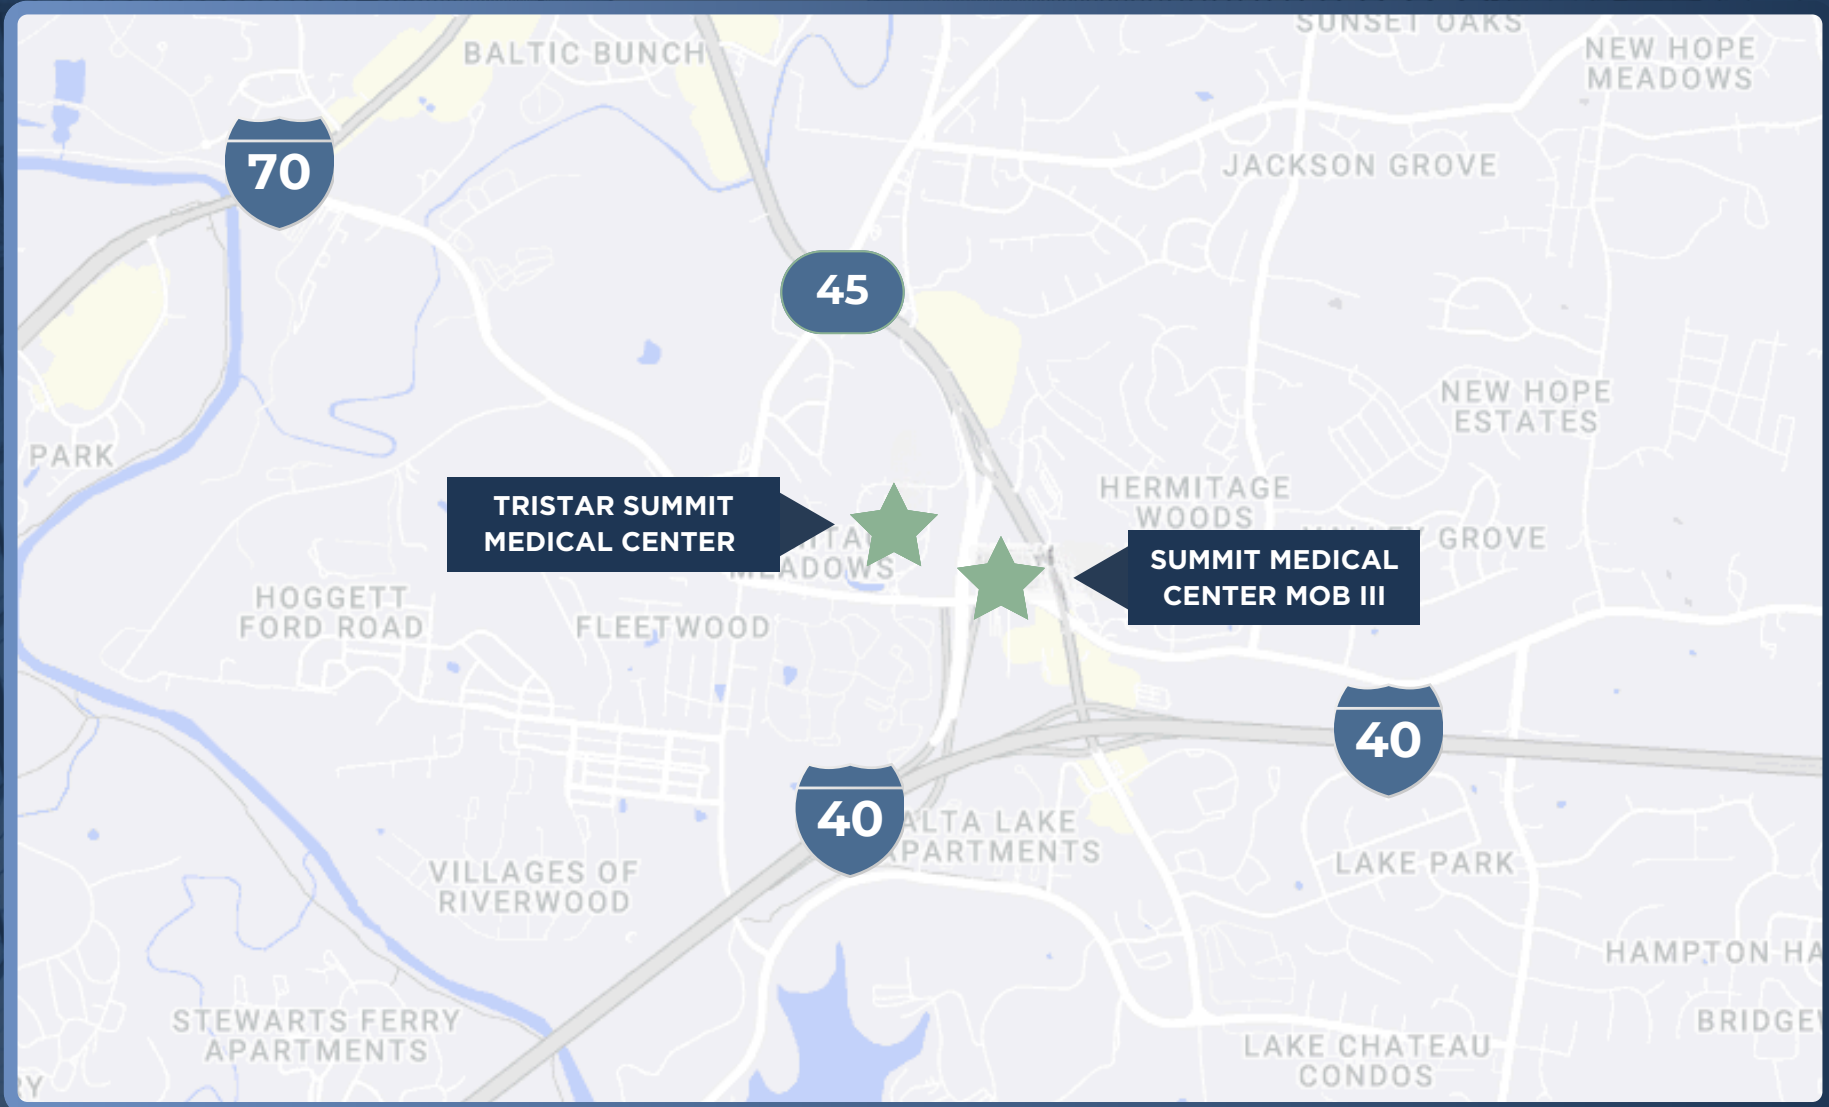 SUNSET OAKS
BALTIC BUNCH
NEW HOPE
MEADOWS
70
JACKSON GROVE
45
NEW HOPE
ESTATES
PARK
TRISTAR SUMMIT
MEDICAL CENTER
HERMITAGE
WOODS
GROVE
SUMMIT MEDICAL
CENTER MOB III
MEADOWS
HOGGETT
FORD ROAD
FLEETWOOD
40
40
ALTA LAKE
APARTMENTS
LAKE PARK
VILLAGES OF
RIVERWOOD
HAMPTON HA
STEWARTS FERRY
APARTMENTS
BRIDGE
LAKE CHATEAU
CONDOS